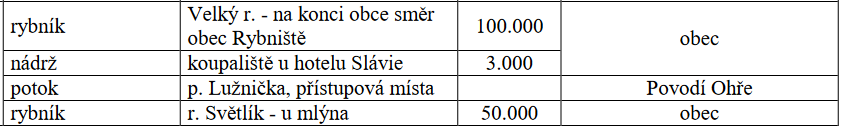 rybník Velký r. - na konci obce směr obec Rybniště 100.000 obec
nádrž koupaliště u hotelu Slávie 3.000
potok p. Lužnička, přístupová místa Povodí Ohře
rybník r. Světlík - u mlýna 50.000 obec